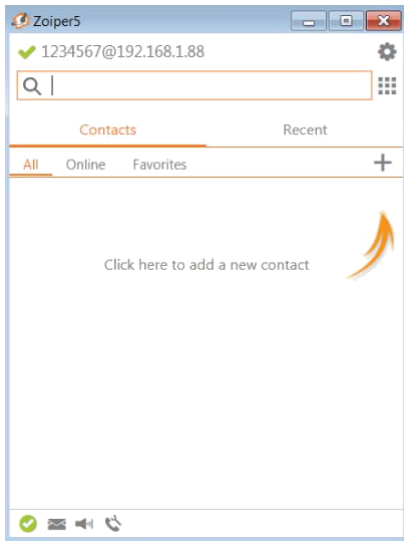 Zoiper5
1234567@192.168.1.88
Contacts Recent
All Online Favorites
Click here to add a new contact